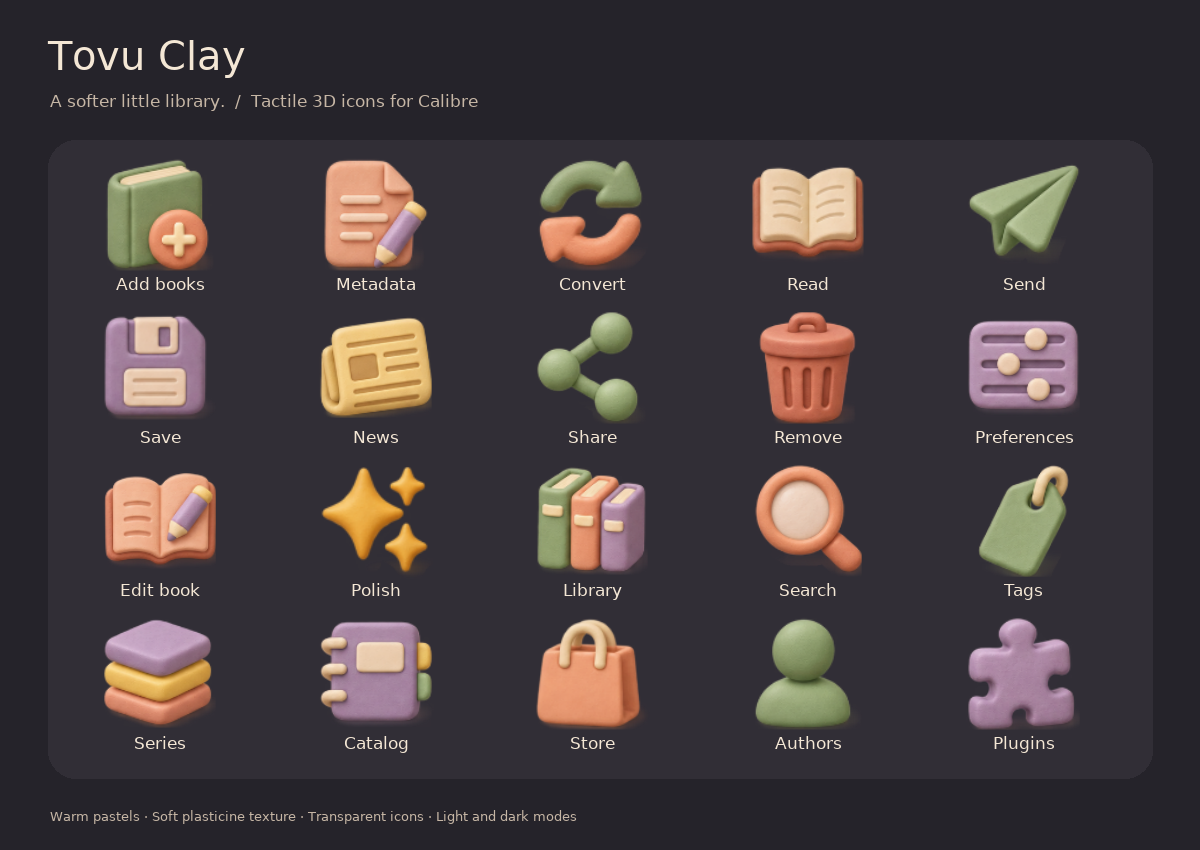 Tovu Clay
A softer little library.  /  Tactile 3D icons for Calibre
Add books
Metadata
Convert
Read
Send
Save
News
Share
Remove
Preferences
Edit book
Polish
Library
Search
Tags
Series
Catalog
Store
Authors
Plugins
Warm pastels · Soft plasticine texture · Transparent icons · Light and dark modes